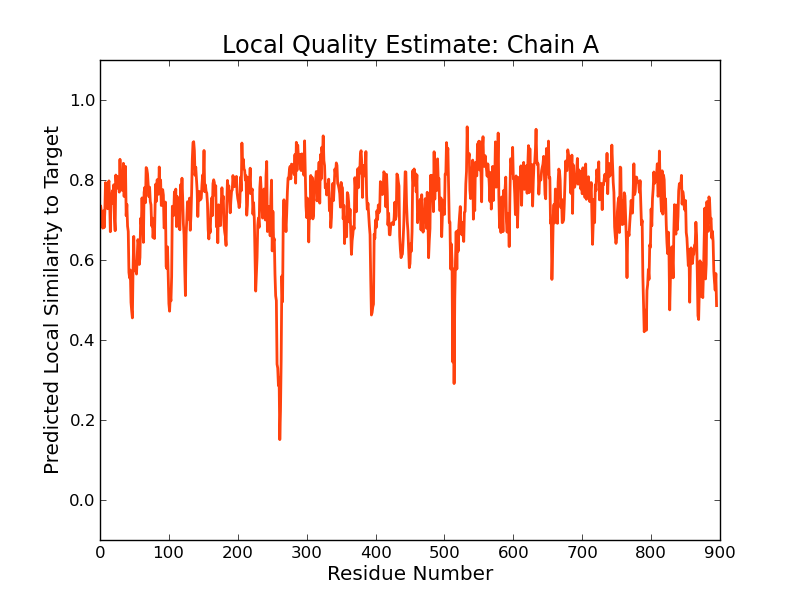 Local Quality Estimate: Chain A
Predicted Local Similarity to Target
1.0
0.8
0.6
0.4
0.2
0.0
0 100 200 300 400 500 600 700 800 900
Residue Number